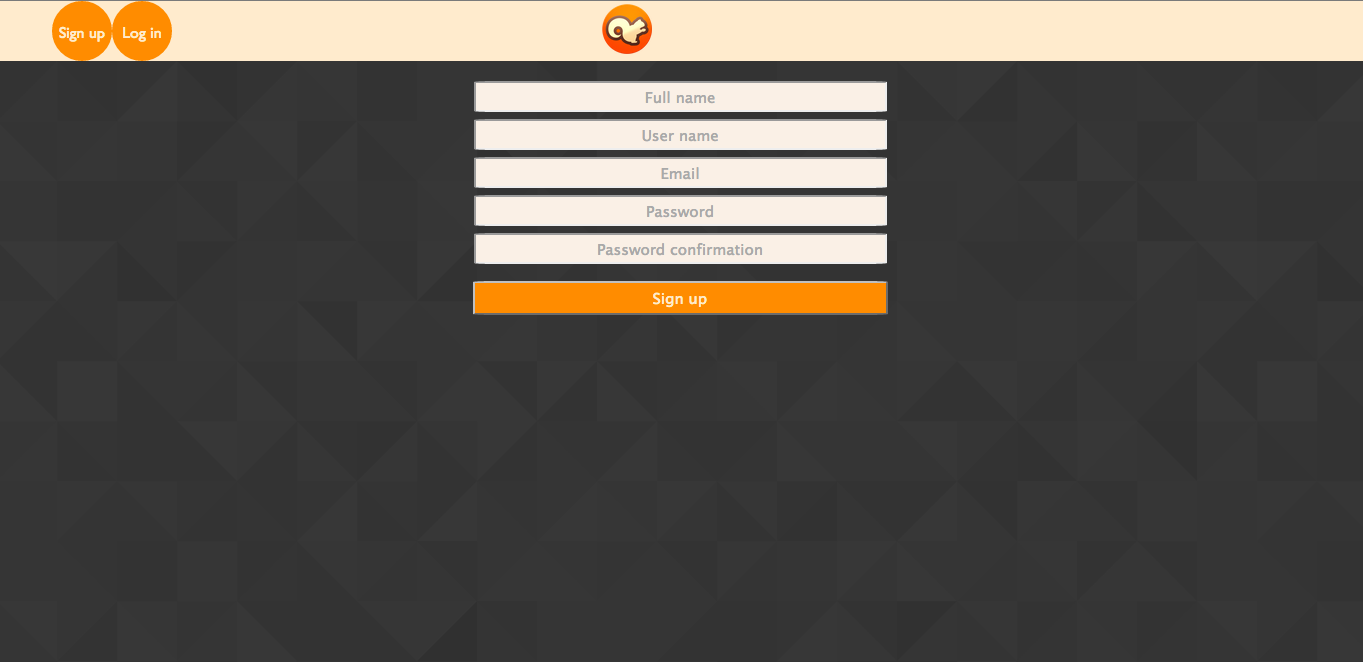 Sign up
Log in
Full name
User name
Email
Password
Password confirmation
Sign up